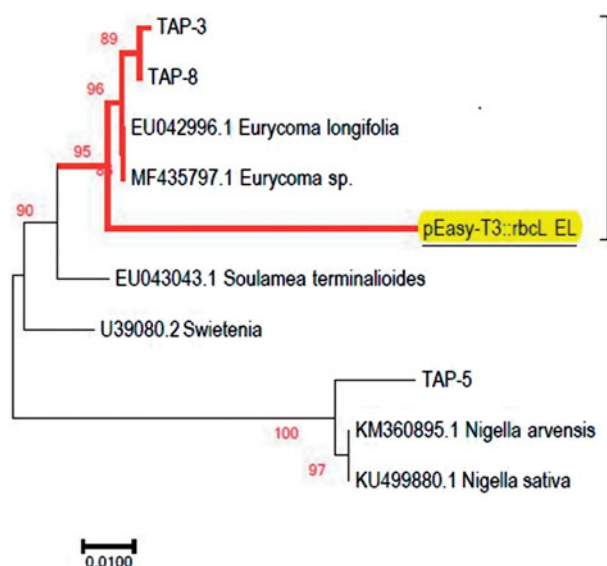 89
TAP-3
TAP-8
96
EU042996.1 Eurycoma longifolia
95
MF435797.1 Eurycoma sp.
90
pEasy-T3::rbcL EL
EU043043.1 Soulamea terminalioides
U39080.2 Swietenia
TAP-5
100
KM360895.1 Nigella arvensis
97
KU499880.1 Nigella sativa
0.0100